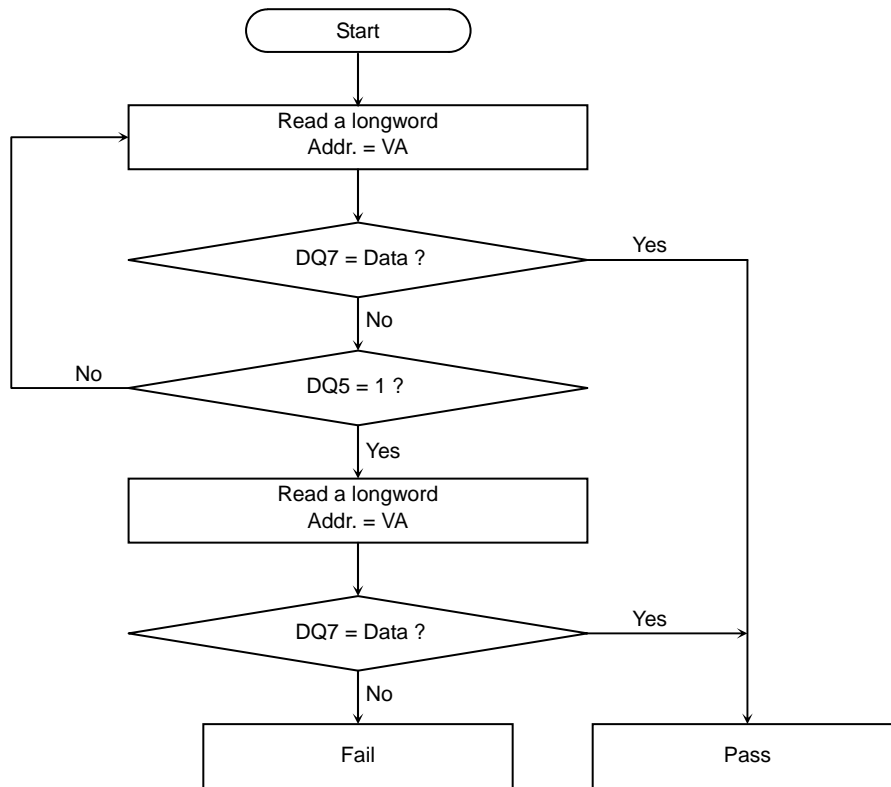 Start
Read a longword
Addr. = VA
DQ7 = Data ?
Yes
No
No
DQ5 = 1 ?
Yes
Read a longword
Addr. = VA
DQ7 = Data ?
Yes
No
Fail
Pass